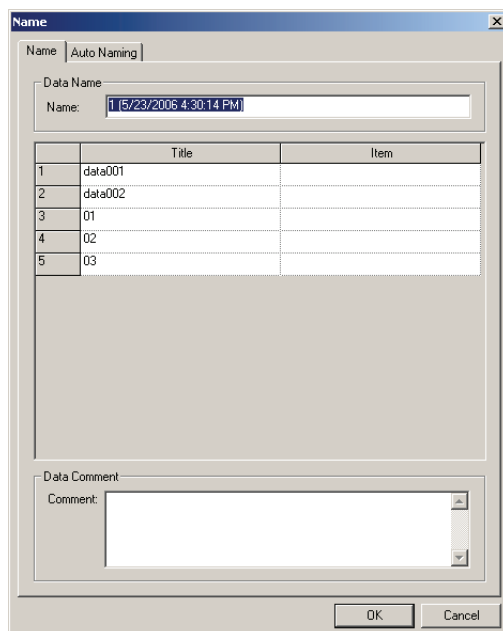 Name
Name Auto Naming
Data Name
Name: 1 (5/23/2006 4:30:14 PM)
Title Item
1 data001
2 data002
3 01
4 02
5 03
Data Comment
Comment:
OK Cancel